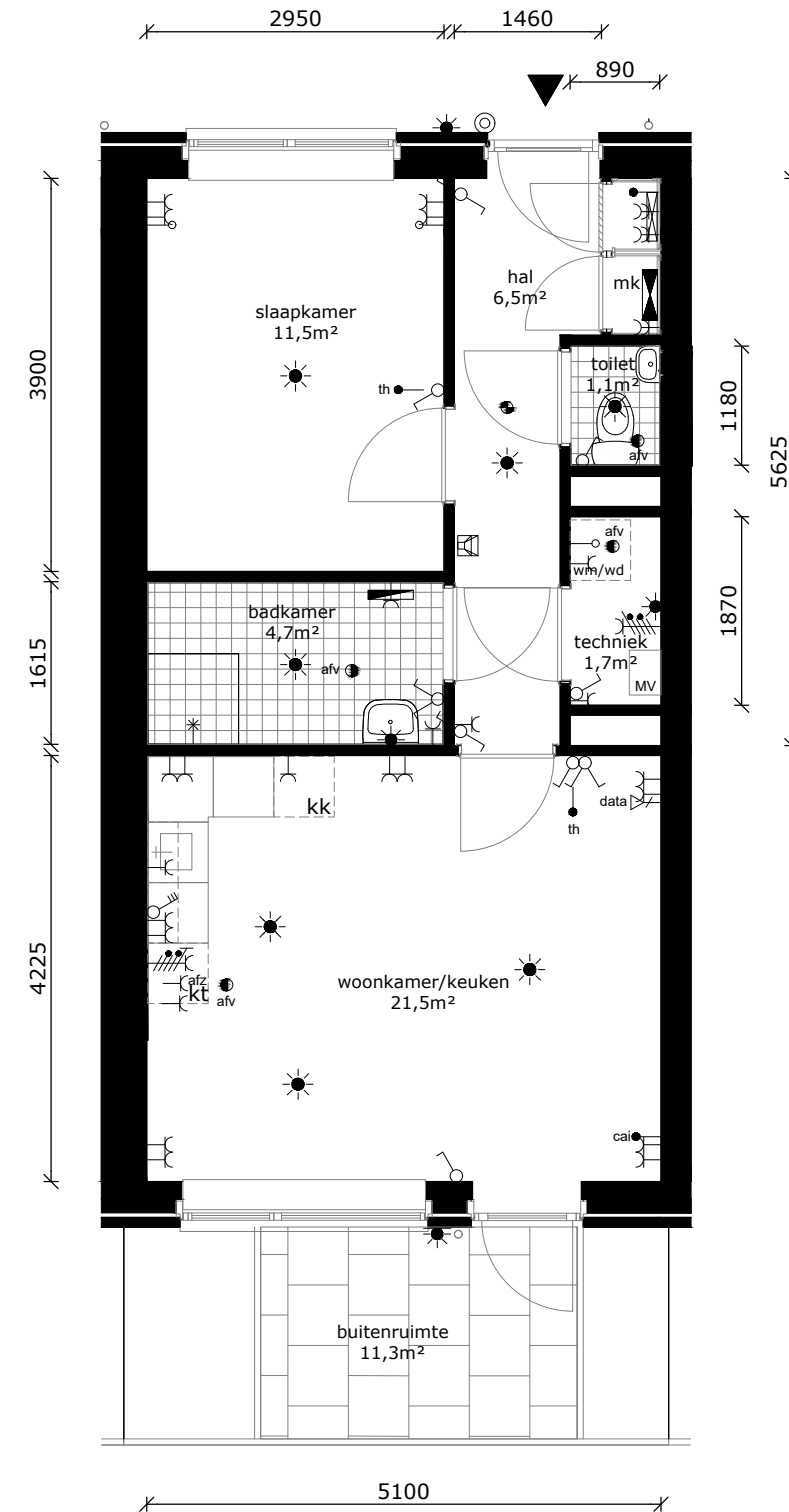 2950
1460
890
hal
6,5m²
mk
slaapkamer
11,5m²
toilet
1,1m²
th
afv
3900
1180
5625
afv
wm/wd
badkamer
4,7m²
afv
techniek
1,7m²
MV
1615
1870
kk
data
th
4225
afz
kt
afv
woonkamer/keuken
21,5m²
cai
buitenruimte
11,3m²
5100